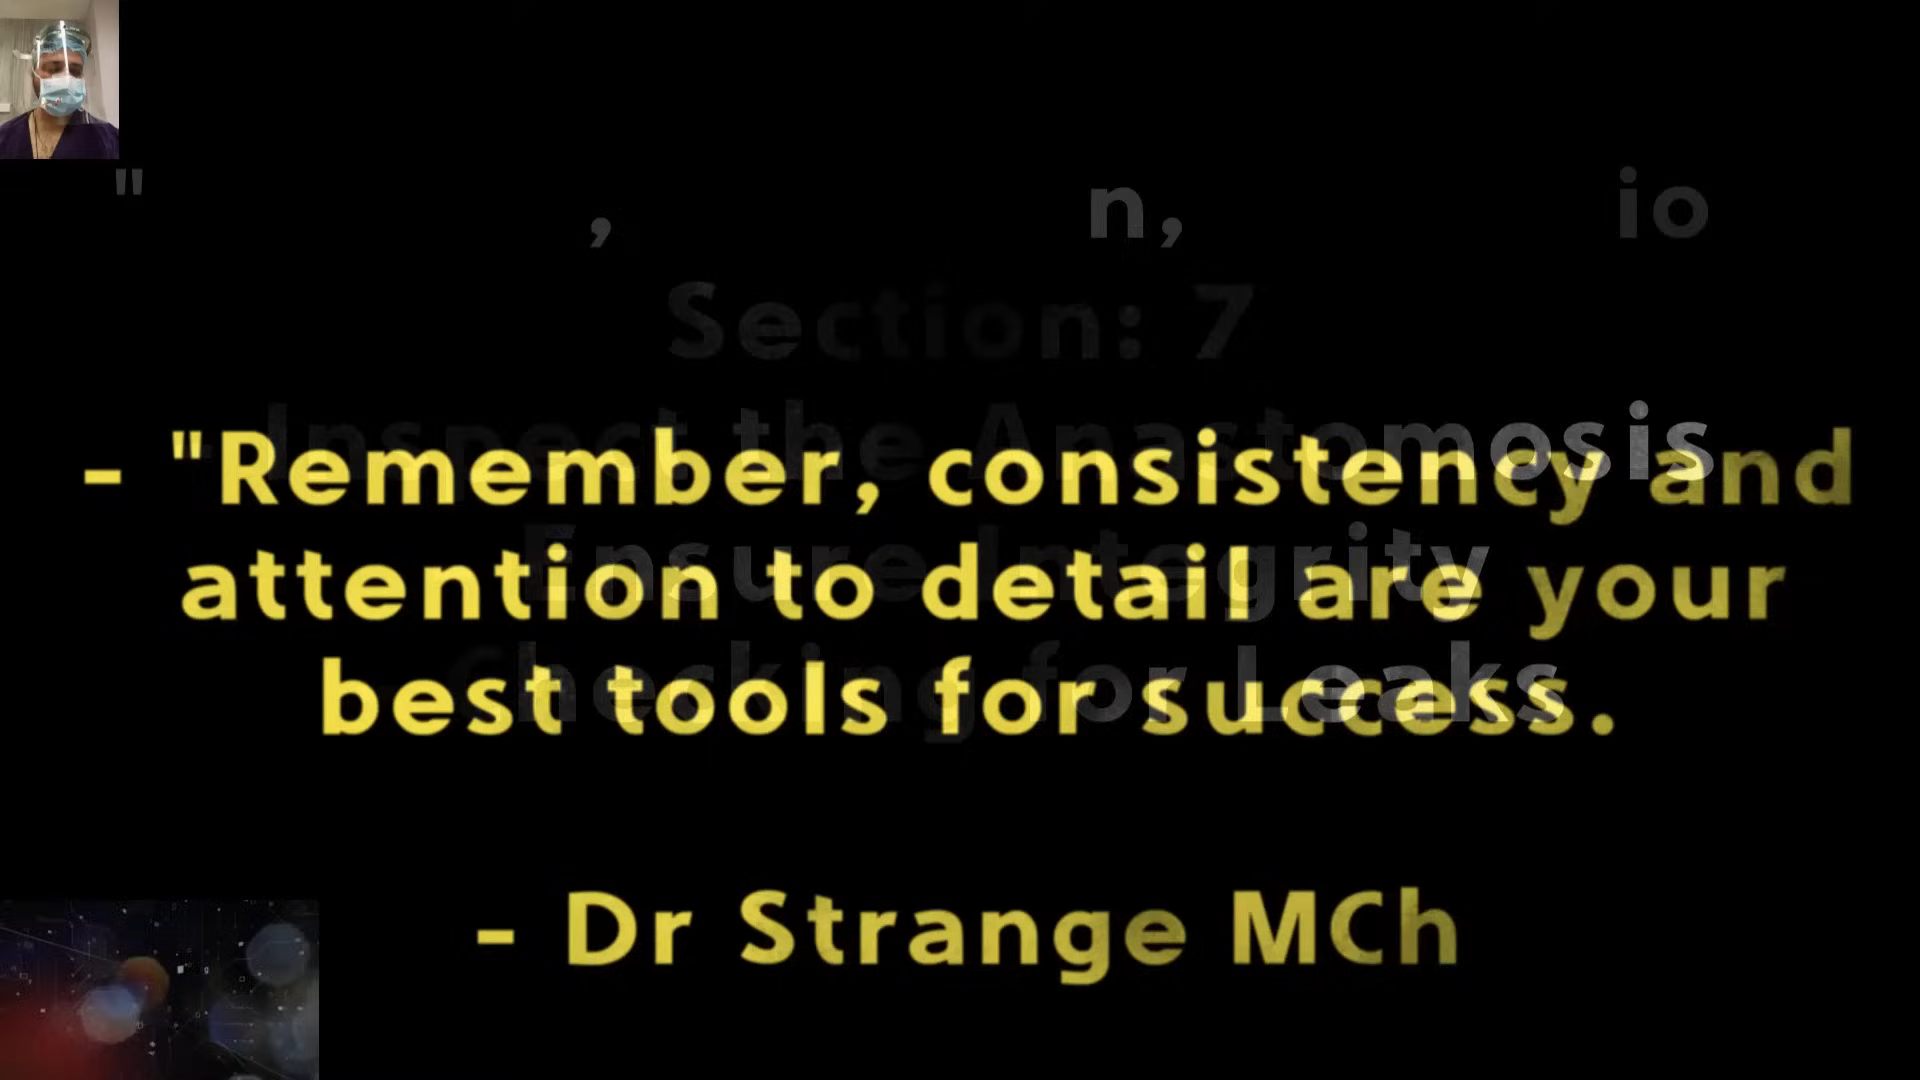 Section: 7
- "Remember, consistency and
Inspect the Anastomosis
attention to detail are your
Ensure Integrity
best tools for success.
Checking for Leaks
- Dr Strange MCh